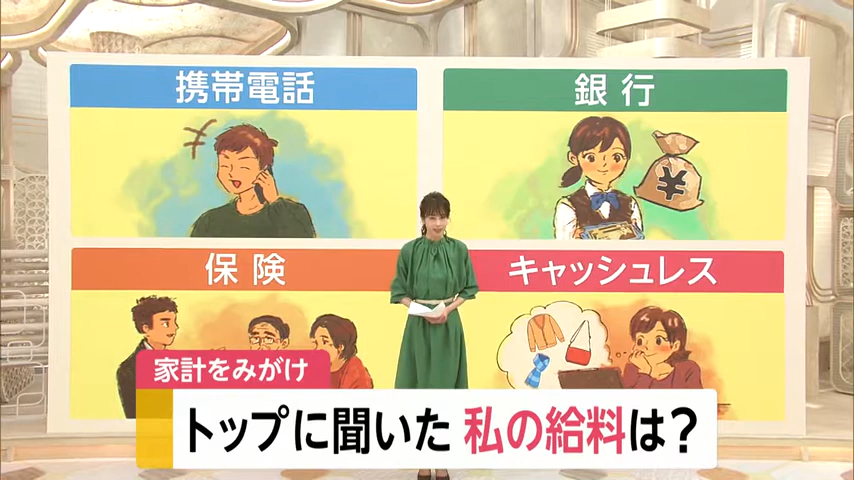 携帯電話
銀行
¥
保険
キャッシュレス
家計をみがけ
トップに聞いた 私の給料は?